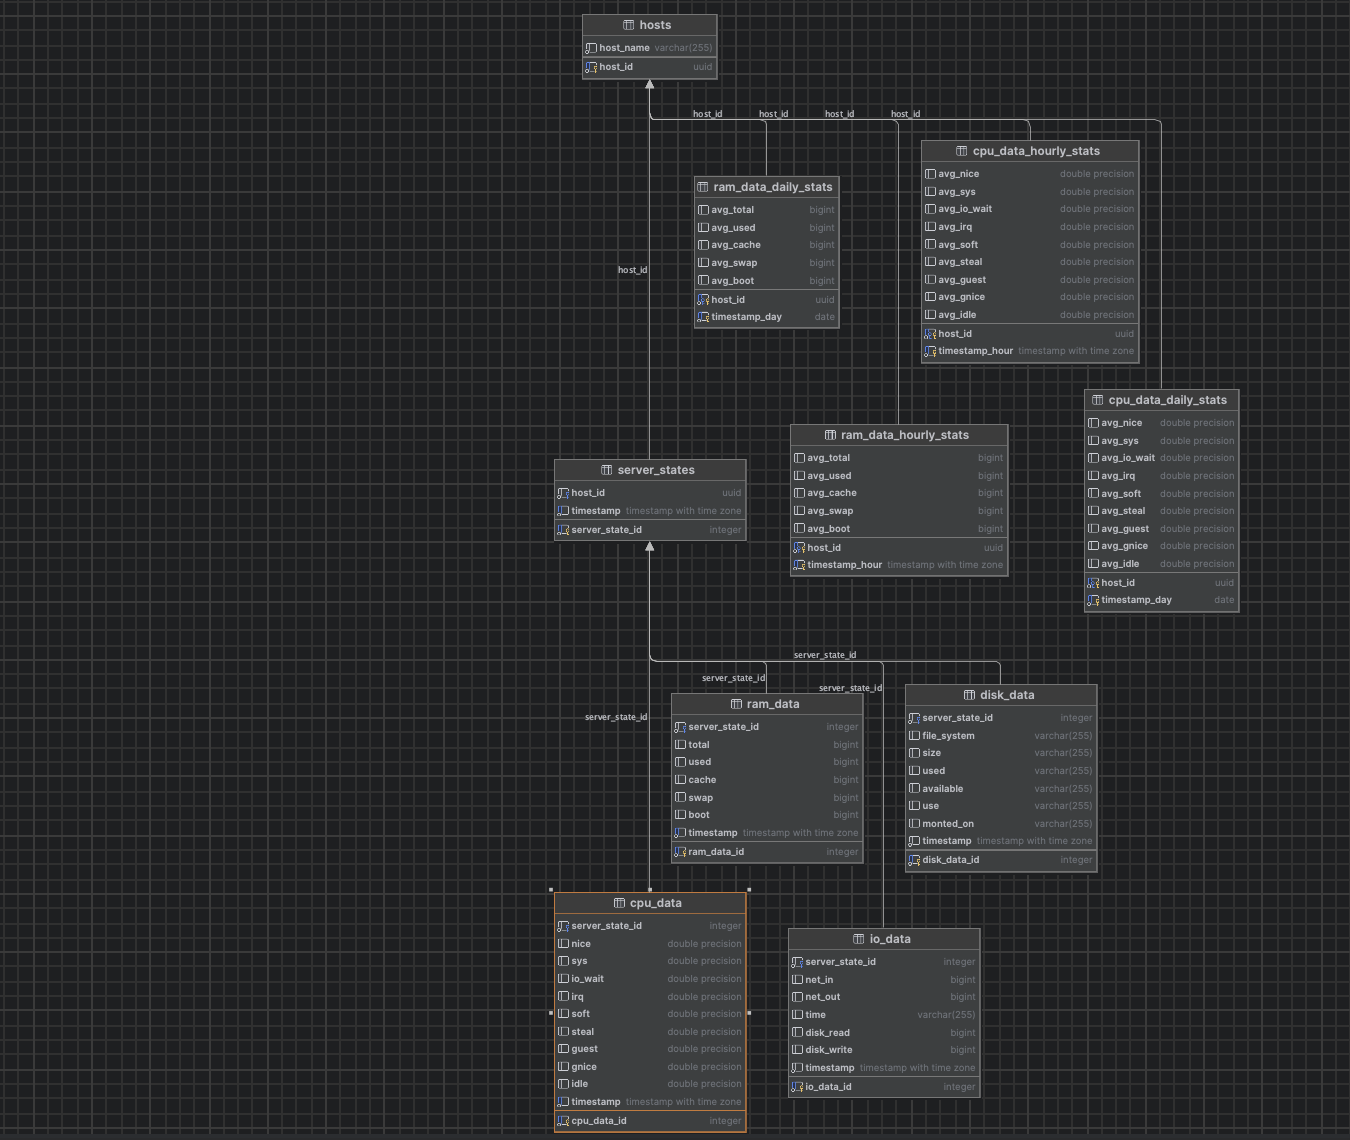 hosts
host_name varchar(255)
host_id uuid
host_id host_id host_id host_id
cpu_data_hourly_stats
avg_nice double precision
avg_sys double precision
avg_io_wait double precision
avg_irq double precision
avg_soft double precision
avg_steal double precision
avg_guest double precision
avg_gnice double precision
avg_idle double precision
host_id uuid
timestamp_hour timestamp with time zone
ram_data_daily_stats
avg_total bigint
avg_used bigint
avg_cache bigint
avg_swap bigint
avg_boot bigint
host_id uuid
timestamp_day date
host_id
cpu_data_daily_stats
avg_nice double precision
avg_sys double precision
avg_io_wait double precision
avg_irq double precision
avg_soft double precision
avg_steal double precision
avg_guest double precision
avg_gnice double precision
avg_idle double precision
host_id uuid
timestamp_day date
ram_data_hourly_stats
avg_total bigint
avg_used bigint
avg_cache bigint
avg_swap bigint
avg_boot bigint
host_id uuid
timestamp_hour timestamp with time zone
server_states
host_id uuid
timestamp timestamp with time zone
server_state_id integer
server_state_id
server_state_id
server_state_id
server_state_id
ram_data
server_state_id integer
total bigint
used bigint
cache bigint
swap bigint
boot bigint
timestamp timestamp with time zone
ram_data_id integer
disk_data
server_state_id integer
file_system varchar(255)
size varchar(255)
used varchar(255)
available varchar(255)
use varchar(255)
monted_on varchar(255)
timestamp timestamp with time zone
disk_data_id integer
cpu_data
server_state_id integer
nice double precision
sys double precision
io_wait double precision
irq double precision
soft double precision
steal double precision
guest double precision
gnice double precision
idle double precision
timestamp timestamp with time zone
cpu_data_id integer
io_data
server_state_id integer
net_in bigint
net_out bigint
time varchar(255)
disk_read bigint
disk_write bigint
timestamp timestamp with time zone
io_data_id integer